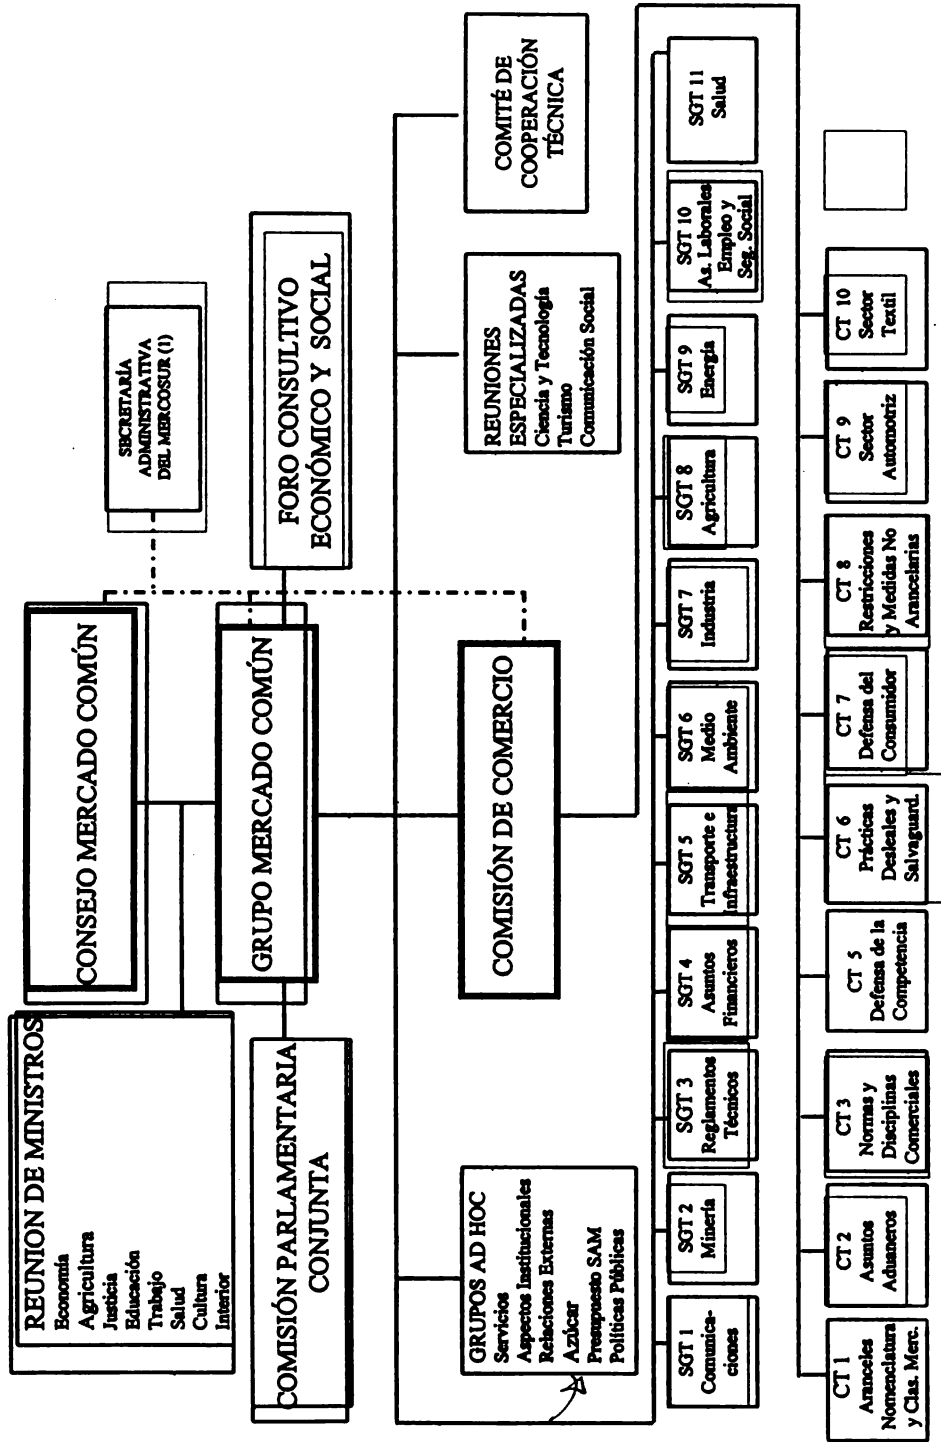 SECRETARÍA
ADMINISTRATIVA
DEL MERCOSUR (1)
CONSEJO MERCADO COMÚN
REUNION DE MINISTROS
Economía
Agricultura
Justicia
Educación
Trabajo
Salud
Cultura
Interior
GRUPO MERCADO COMÚN
FORO CONSULTIVO
ECONÓMICO Y SOCIAL
COMISIÓN PARLAMENTARIA
CONJUNTA
GRUPOS AD HOC
Servicios
Aspectos Institucionales
Relaciones Externas
Azúcar
Presupuesto SAM
Políticas Públicas
COMISIÓN DE COMERCIO
REUNIONES
ESPECIALIZADAS
Ciencia y Tecnología
Turismo
Comunicación Social
COMITÉ DE
COOPERACIÓN
TÉCNICA
SGT 1
Comunica-
ciones
SGT 2
Minería
SGT 3
Reglamentos
Técnicos
SGT 4
Asuntos
Financieros
SGT 5
Transporte e
Infraestructura
SGT 6
Medio
Ambiente
SGT 7
Industria
SGT 8
Agricultura
SGT 9
Energía
SGT 10
As. Laborales
Empleo y
Seg. Social
SGT 11
Salud
CT 1
Aranceles
Nomenclatura
y Clas. Merc.
CT 2
Asuntos
Aduaneros
CT 3
Normas y
Disciplinas
Comerciales
CT 5
Defensa de la
Competencia
CT 6
Prácticas
Desleales y
Salvaguard.
CT 7
Defensa del
Consumidor
CT 8
Restricciones
y Medidas No
Arancelarias
CT 9
Sector
Automotriz
CT 10
Sector
Textil